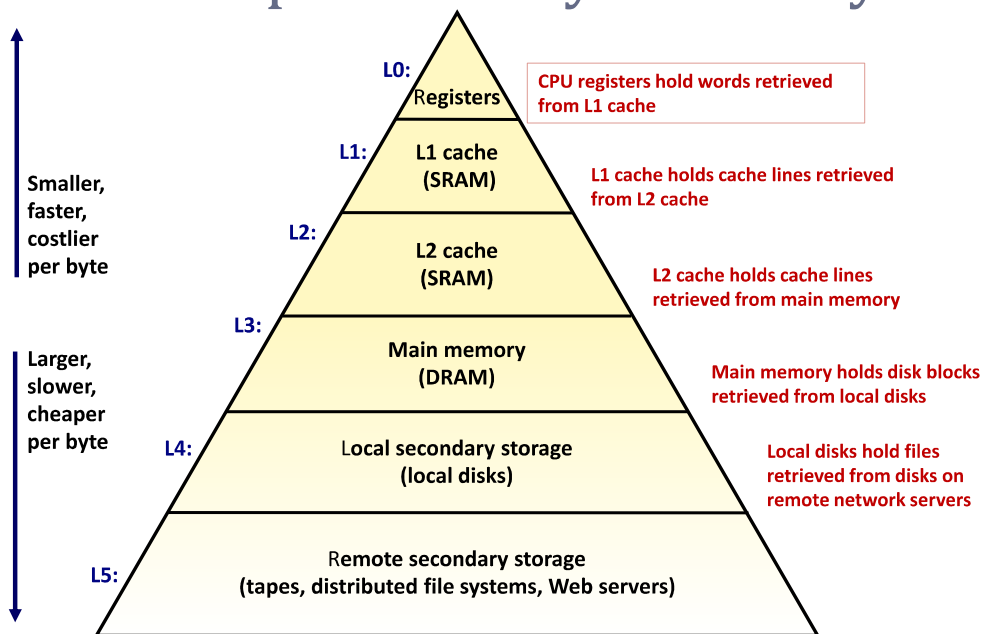 L0:
Registers
CPU registers hold words retrieved
from L1 cache
L1:
L1 cache
(SRAM)
L1 cache holds cache lines retrieved
from L2 cache
Smaller,
faster,
costlier
per byte
L2:
L2 cache
(SRAM)
L2 cache holds cache lines
retrieved from main memory
L3:
Main memory
(DRAM)
Main memory holds disk blocks
retrieved from local disks
Larger,
slower,
cheaper
per byte
L4:
Local secondary storage
(local disks)
Local disks hold files
retrieved from disks on
remote network servers
L5:
Remote secondary storage
(tapes, distributed file systems, Web servers)